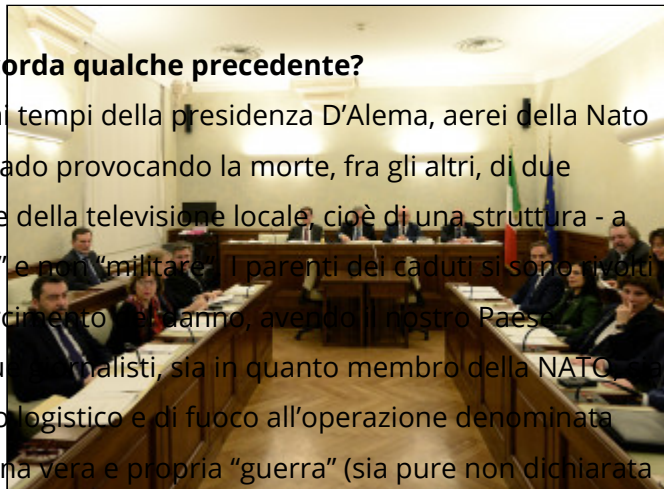 orda qualche precedente?
i tempi della presidenza D’Alema, aerei della Nato
ado provocando la morte, fra gli altri, di due
e della televisione locale, cioè di una struttura - a
” e non “militare”. I parenti dei caduti si sono rivolti
rcimento del danno, avendo il nostro Paese
alisti, sia in quanto membro della NATO,
o logistico e di fuoco all’operazione denominata
na vera e propria “guerra” (sia pure non dichiarata